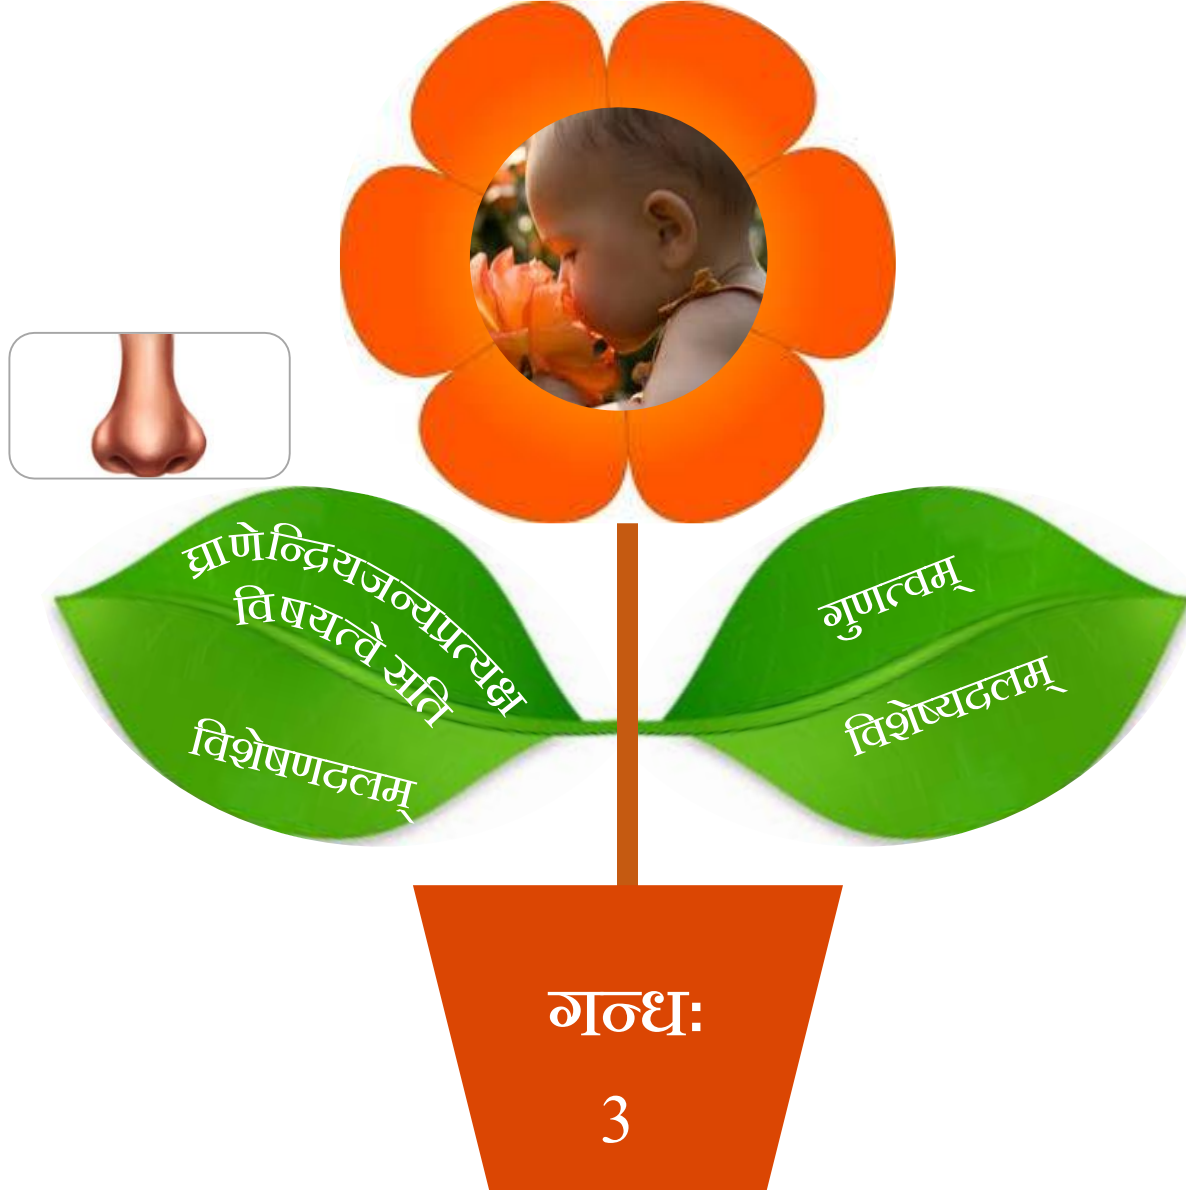 घ्राणेन्द्रियजन्यप्रत्यक्ष
विषयत्वे सति
विशेषणदलम्
गुणत्वम्
विशेष्यदलम्
गन्धः
3